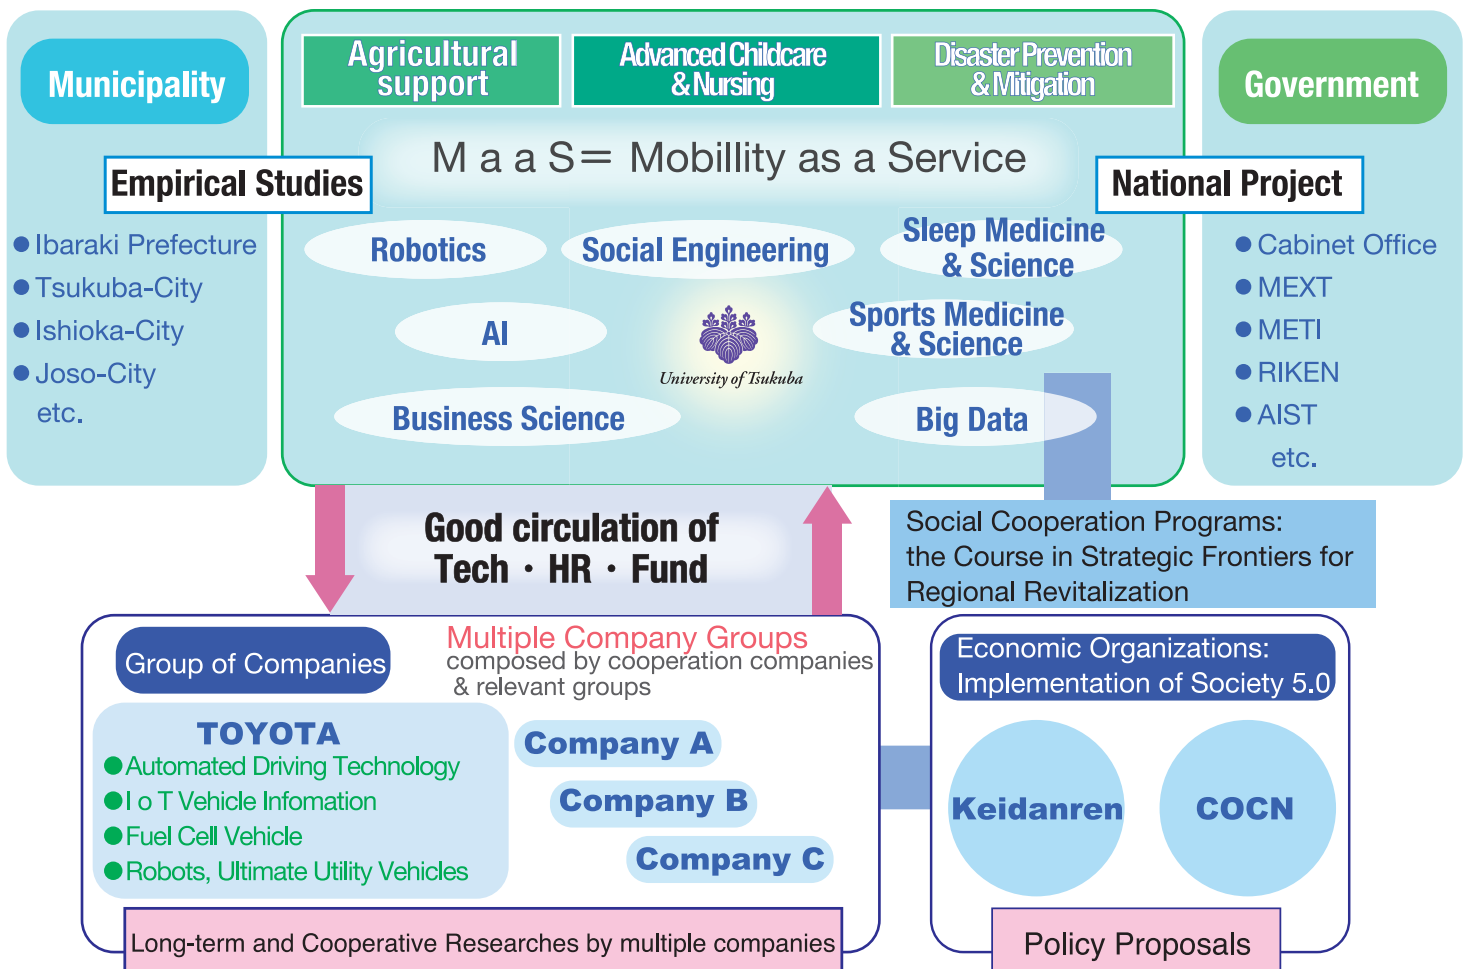 Municipality
Empirical Studies
● Ibaraki Prefecture
● Tsukuba-City
● Ishioka-City
● Joso-City
etc.
Agricultural
support
Advanced Childcare
& Nursing
Disaster Prevention
& Mitigation
M a a S＝ Mobillity as a Service
Robotics
Social Engineering
Sleep Medicine
& Science
AI
Sports Medicine
& Science
University of Tsukuba
Business Science
Big Data
Government
National Project
● Cabinet Office
● MEXT
● METI
● RIKEN
● AIST
etc.
Good circulation of
Tech・HR・Fund
Social Cooperation Programs:
the Course in Strategic Frontiers for
Regional Revitalization
Group of Companies
Multiple Company Groups
composed by cooperation companies
& relevant groups
TOYOTA
●Automated Driving Technology
●I o T Vehicle Infomation
●Fuel Cell Vehicle
●Robots, Ultimate Utility Vehicles
Company A
Company B
Company C
Long-term and Cooperative Researches by multiple companies
Economic Organizations:
Implementation of Society 5.0
Keidanren
COCN
Policy Proposals